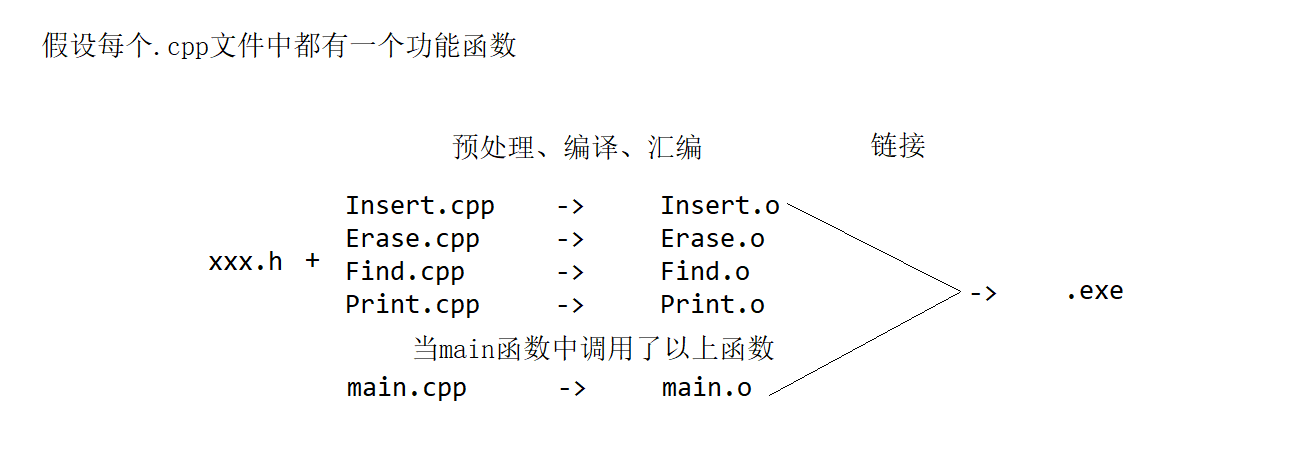 假设每个.cpp文件中都有一个功能函数
预处理、编译、汇编 链接
Insert.cpp -> Insert.o
Erase.cpp -> Erase.o
xxx.h + Find.cpp -> Find.o
Print.cpp -> Print.o -> .exe
当main函数中调用了以上函数
main.cpp -> main.o